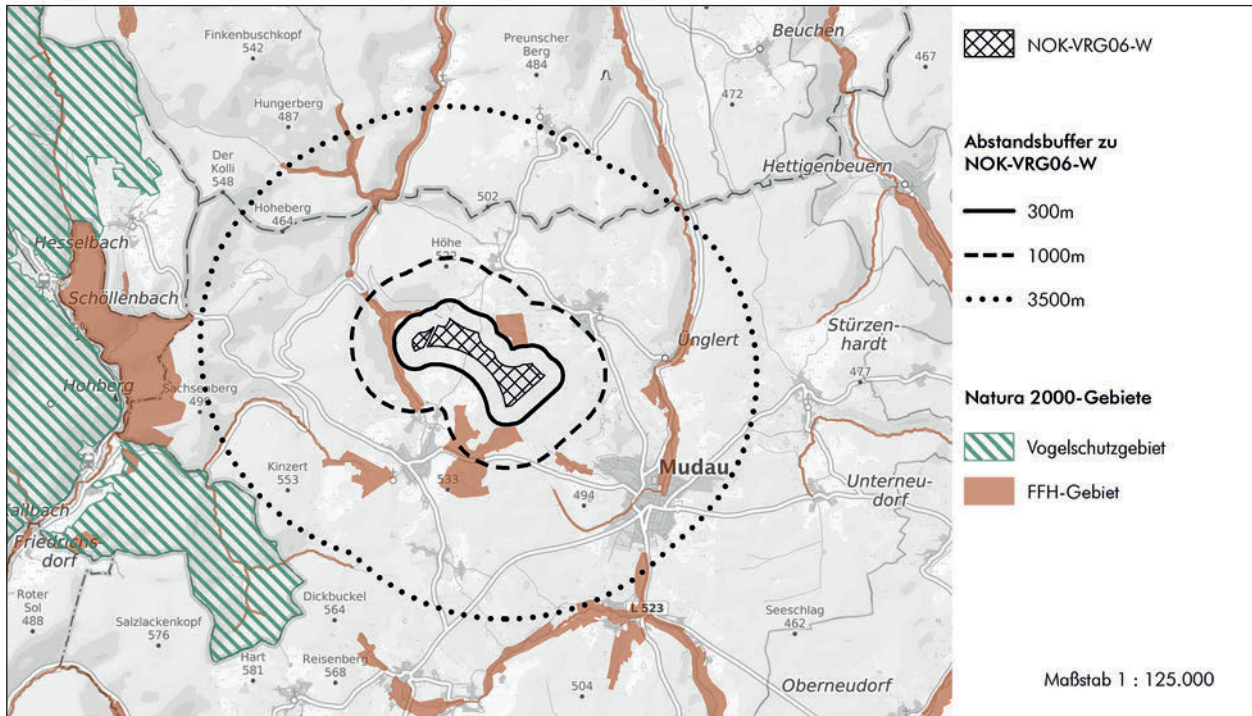 Finkenbuschkopf
542
Preunscher
Berg
484
Beuchen
467
472
Hungerberg
487
Der
Kolli
548
Hettigenbeuern
Hoheberg
464
502
Höhe
Hesselbach
Schöllenbach
Ünglert
Stürzen-
hardt
477
Hohberg
Sachsenberg
Kinzert
553
533
494
Mudau
Unterneu-
dorf
Friedrichs-
dorf
Roter
Sol
488
Salzlackenkopf
576
Dickbuckel
564
L 523
Seeschlag
462
Hart
581
Reisenberg
568
504
Oberneudorf
NOK-VRG06-W
Abstandsbuffer zu
NOK-VRG06-W
300m
1000m
3500m
Natura 2000-Gebiete
Vogelschutzgebiet
FFH-Gebiet
Maßstab 1 : 125.000